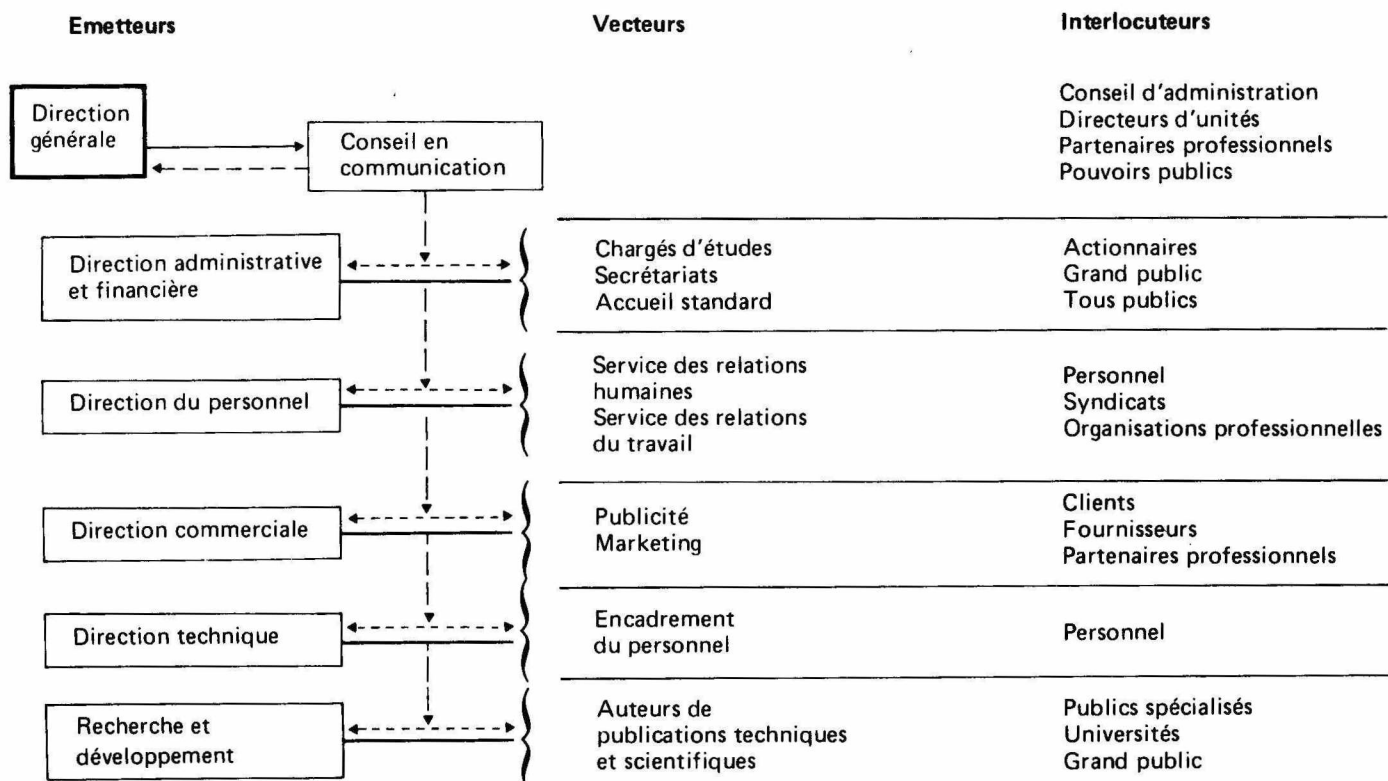 Emetteurs
Vecteurs
Interlocuteurs
Direction
générale
Conseil en
communication
Conseil d'administration
Directeurs d'unités
Partenaires professionnels
Pouvoirs publics
Direction administrative
et financière
Chargés d'études
Secrétariats
Accueil standard
Actionnaires
Grand public
Tous publics
Direction du personnel
Service des relations
humaines
Service des relations
du travail
Personnel
Syndicats
Organisations professionnelles
Direction commerciale
Publicité
Marketing
Clients
Fournisseurs
Partenaires professionnels
Direction technique
Encadrement
du personnel
Personnel
Recherche et
développement
Auteurs de
publications techniques
et scientifiques
Publics spécialisés
Universités
Grand public